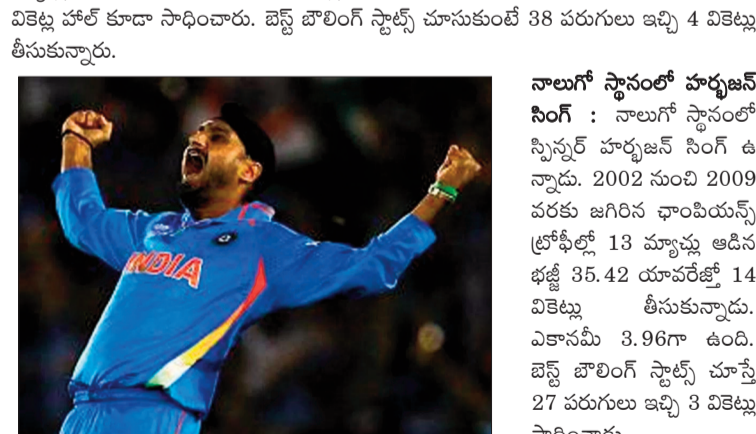 వికెట్ల హాల్ కూడా సాధించారు. బెస్ట్ బౌలింగ్ స్టాట్స్ చూసుకుంటే 38 పరుగులు ఇచ్చి 4 వికెట్లు
తీసుకున్నారు.
INDIA
నాలుగో స్థానంలో హర్భజన్
సింగ్ : నాలుగో స్థానంలో
స్పిన్నర్ హర్భజన్ సింగ్ ఉ
న్నాడు. 2002 నుంచి 2009
వరకు జగిరిన ఛాంపియన్స్
ట్రోఫీల్లో 13 మ్యాచ్లు ఆడిన
భజ్జీ 35.42 యావరేజ్తో 14
వికెట్లు తీసుకున్నాడు.
ఎకానమీ 3.96గా ఉంది.
బెస్ట్ బౌలింగ్ స్టాట్స్ చూస్తే
27 పరుగులు ఇచ్చి 3 వికెట్లు